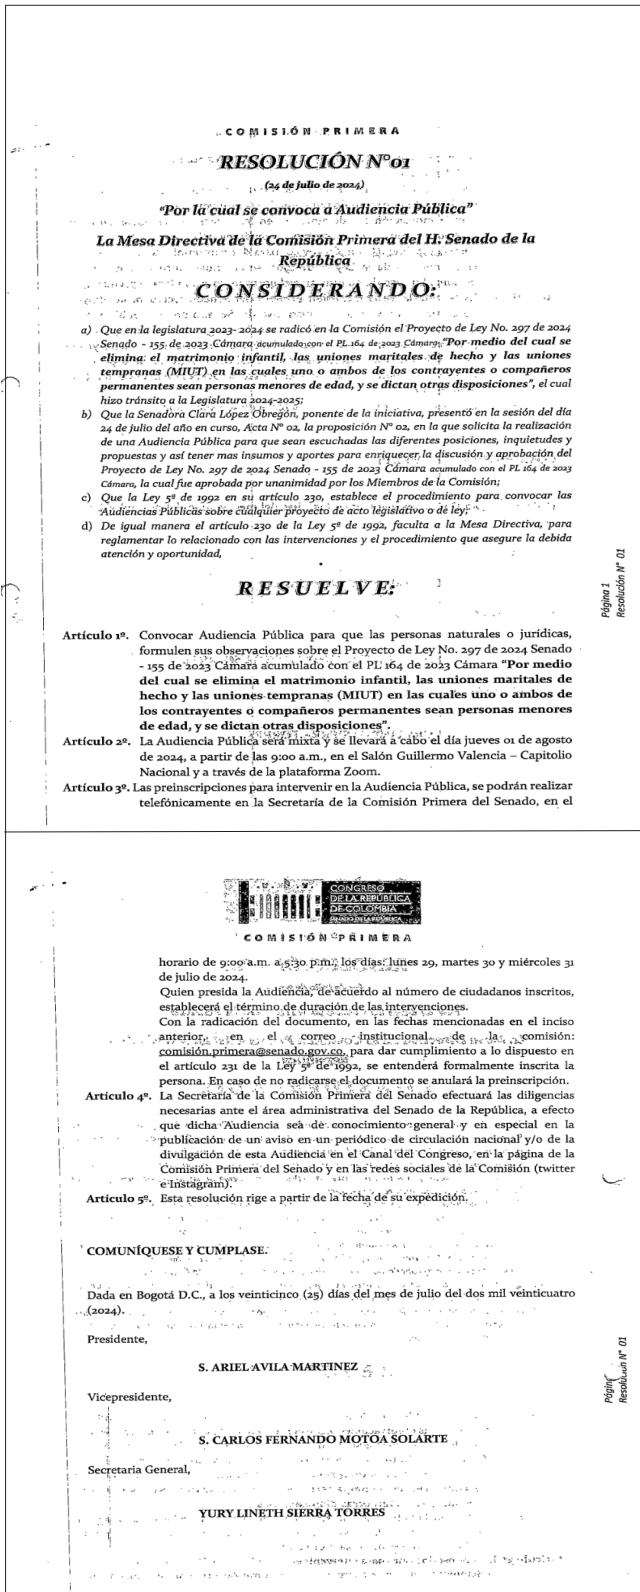 COMISIÓN PRIMERA
RESOLUCIÓN N°01
(24 de julio de 2024)
"Por la cual se convoca a Audiencia Pública"
La Mesa Directiva de la Comisión Primera del H. Senado de la
República
CONSIDERANDO:
a) Que en la legislatura 2023- 2024 se radicó en la Comisión el Proyecto de Ley No. 297 de 2024
Senado - 155 de 2023 Cámara acumulado con el PL 164 de 2023 Cámara, "Por medio del cual se
elimina el matrimonio infantil, las uniones maritales de hecho y las uniones
tempranas (MIUT) en las cuales uno o ambos de los contrayentes o compañeros
permanentes sean personas menores de edad, y se dictan otras disposiciones", el cual
hizo tránsito a la Legislatura 2024-2025;
b) Que la Senadora Clara López Obregón, ponente de la iniciativa, presentó en la sesión del día
24 de julio del año en curso, Acta N° 02, la proposición N° 02, en la que solicita la realización
de una Audiencia Pública para que sean escuchadas las diferentes posiciones, inquietudes y
propuestas y así tener mas insumos y aportes para enriquecer la discusión y aprobación del
Proyecto de Ley No. 297 de 2024 Senado - 155 de 2023 Cámara acumulado con el PL 164 de 2023
Cámara, la cual fue aprobada por unanimidad por los Miembros de la Comisión;
c) Que la Ley 5ª de 1992 en su artículo 230, establece el procedimiento para convocar las
Audiencias Públicas sobre cualquier proyecto de acto legislativo o de ley;
d) De igual manera el artículo 230 de la Ley 5ª de 1992, faculta a la Mesa Directiva, para
reglamentar lo relacionado con las intervenciones y el procedimiento que asegure la debida
atención y oportunidad,
RESUELVE:
Página 1
Resolución N° 01
Artículo 1º. Convocar Audiencia Pública para que las personas naturales o jurídicas,
formulen sus observaciones sobre el Proyecto de Ley No. 297 de 2024 Senado
- 155 de 2023 Cámara acumulado con el PL 164 de 2023 Cámara "Por medio
del cual se elimina el matrimonio infantil, las uniones maritales de
hecho y las uniones tempranas (MIUT) en las cuales uno o ambos de
los contrayentes o compañeros permanentes sean personas menores
de edad, y se dictan otras disposiciones".
Artículo 2º. La Audiencia Pública será mixta y se llevará a cabo el día jueves 01 de agosto
de 2024, a partir de las 9:00 a.m., en el Salón Guillermo Valencia – Capitolio
Nacional y a través de la plataforma Zoom.
Artículo 3º. Las preinscripciones para intervenir en la Audiencia Pública, se podrán realizar
telefónicamente en la Secretaría de la Comisión Primera del Senado, en el
CONGRESO
DE LA REPÚBLICA
DE COLOMBIA
SENADO DE LA REPÚBLICA
COMISIÓN PRIMERA
horario de 9:00 a.m. a 5:30 p.m., los días: lunes 29, martes 30 y miércoles 31
de julio de 2024.
Quien presida la Audiencia, de acuerdo al número de ciudadanos inscritos,
establecerá el término de duración de las intervenciones.
Con la radicación del documento, en las fechas mencionadas en el inciso
anterior, en el correo institucional de la comisión:
comisión.primera@senado.gov.co, para dar cumplimiento a lo dispuesto en
el artículo 231 de la Ley 5ª de 1992, se entenderá formalmente inscrita la
persona. En caso de no radicarse el documento se anulará la preinscripción.
Artículo 4º. La Secretaría de la Comisión Primera del Senado efectuará las diligencias
necesarias ante el área administrativa del Senado de la República, a efecto
que dicha Audiencia sea de conocimiento general y en especial en la
publicación de un aviso en un periódico de circulación nacional y/o de la
divulgación de esta Audiencia en el Canal del Congreso, en la página de la
Comisión Primera del Senado y en las redes sociales de la Comisión (twitter
e Instagram).
Artículo 5º. Esta resolución rige a partir de la fecha de su expedición.
COMUNÍQUESE Y CUMPLASE.
Dada en Bogotá D.C., a los veinticinco (25) días del mes de julio del dos mil veinticuatro
(2024).
Presidente,
S. ARIEL AVILA MARTINEZ
Vicepresidente,
S. CARLOS FERNANDO MOTOA SOLARTE
Secretaria General,
YURY LINETH SIERRA TORRES
Resolución N° 01